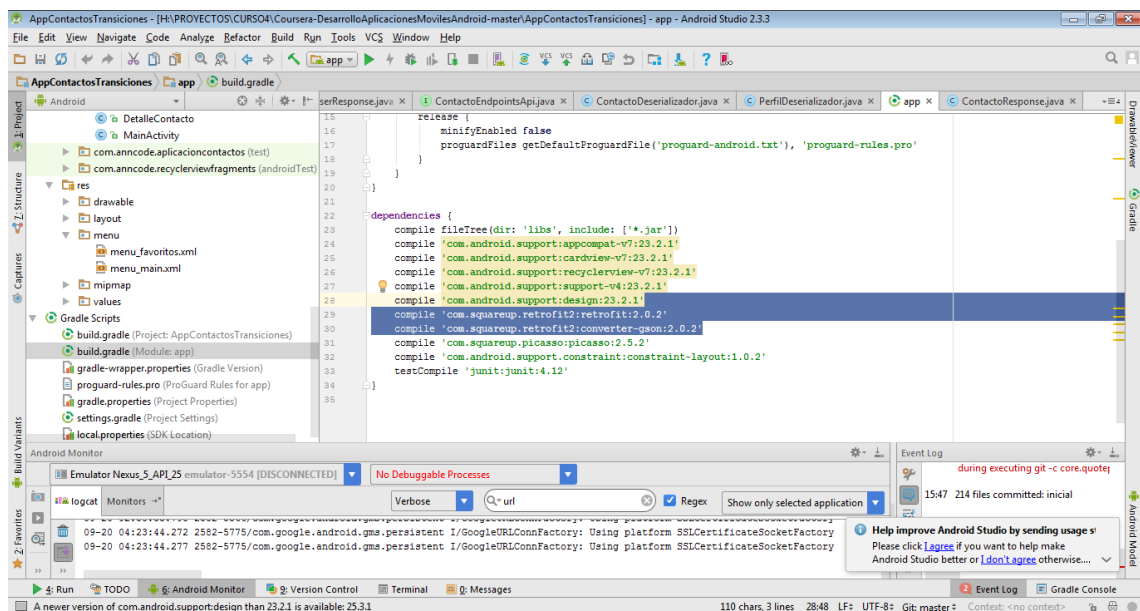 AppContactosTransiciones - [H:\PROYECTOS\CURSO4\Coursera-DesarrolloAplicacionesMovilesAndroid-master\AppContactosTransiciones] - app - Android Studio 2.3.3
File Edit View Navigate Code Analyze Refactor Build Run Tools VCS Window Help
app
VCS VCS
AppContactosTransiciones app build.gradle
Android
serResponse.java × ContactoEndpointsApi.java × ContactoDeserializador.java × PerfilDeserializador.java × app × ContactoResponse.java × 4
1: Project
7: Structure
Captures
Build Variants
2: Favorites
DetalleContacto
MainActivity
com.anncode.aplicacioncontactos (test)
com.anncode.recyclerviewfragments (androidTest)
res
drawable
layout
menu
menu_favoritos.xml
menu_main.xml
mipmap
values
Gradle Scripts
build.gradle (Project: AppContactosTransiciones)
build.gradle (Module: app)
gradle-wrapper.properties (Gradle Version)
proguard-rules.pro (ProGuard Rules for app)
gradle.properties (Project Properties)
settings.gradle (Project Settings)
local.properties (SDK Location)
15 release {
16 minifyEnabled false
17 proguardFiles getDefaultProguardFile('proguard-android.txt'), 'proguard-rules.pro'
18 }
19 }
20 }
21
22 dependencies {
23 compile fileTree(dir: 'libs', include: ['*.jar'])
24 compile 'com.android.support:appcompat-v7:23.2.1'
25 compile 'com.android.support:cardview-v7:23.2.1'
26 compile 'com.android.support:recyclerview-v7:23.2.1'
27 compile 'com.android.support:support-v4:23.2.1'
28 compile 'com.android.support:design:23.2.1'
29 compile 'com.squareup.retrofit2:retrofit:2.0.2'
30 compile 'com.squareup.retrofit2:converter-gson:2.0.2'
31 compile 'com.squareup.picasso:picasso:2.5.2'
32 compile 'com.android.support.constraint:constraint-layout:1.0.2'
33 testCompile 'junit:junit:4.12'
34 }
35
DrawableViewer
Gradle
Android Model
Android Monitor
Emulator Nexus_5_API_25 emulator-5554 [DISCONNECTED]
No Debuggable Processes
logcat Monitors
Verbose
url
Regex
Show only selected application
09-20 04:23:44.272 2582-5775/com.google.android.gms.persistent I/GoogleURLConnFactory: Using platform SSLCertificateSocketFactory
09-20 04:23:44.297 2582-5775/com.google.android.gms.persistent I/GoogleURLConnFactory: Using platform SSLCertificateSocketFactory
Event Log
during executing git -c core.quotep
15:47 214 files committed: inicial
Help improve Android Studio by sending usage st
Please click I agree if you want to help make
Android Studio better or I don't agree otherwise....
4: Run TODO 6: Android Monitor 9: Version Control Terminal 0: Messages
2 Event Log Gradle Console
A newer version of com.android.support:design than 23.2.1 is available: 25.3.1
110 chars, 3 lines 28:48 LF÷ UTF-8÷ Git: master÷ Context: <no context>